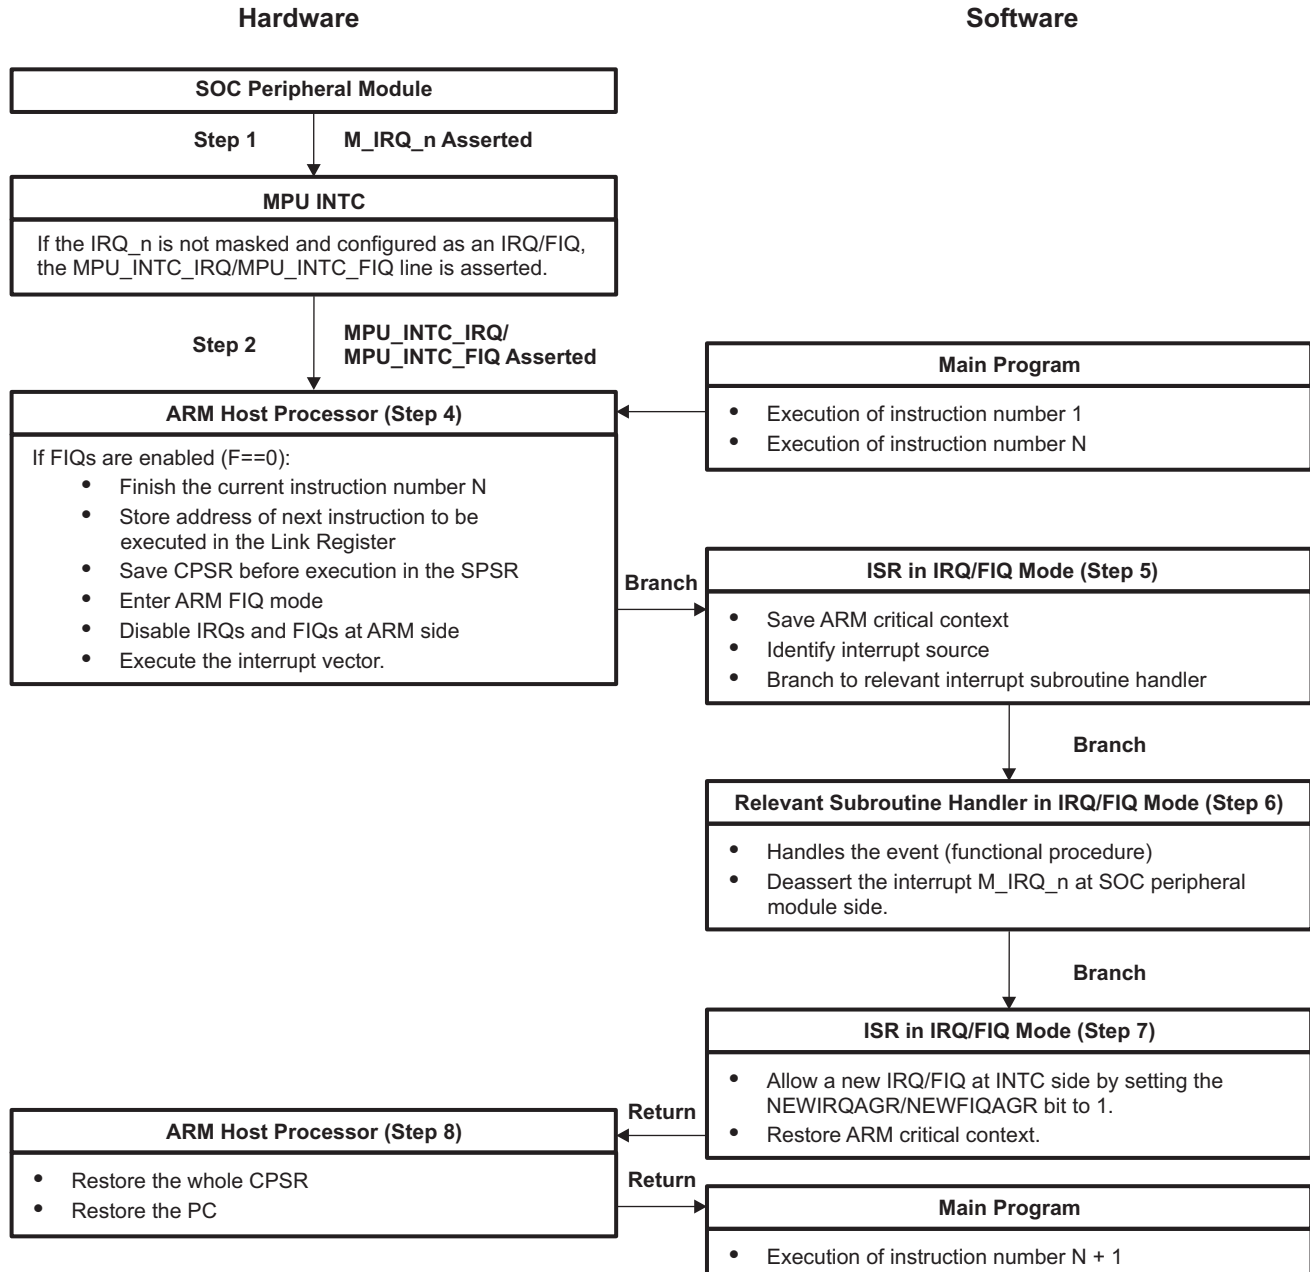 Hardware
Software
SOC Peripheral Module
Step 1
M_IRQ_n Asserted
MPU INTC
If the IRQ_n is not masked and configured as an IRQ/FIQ,
the MPU_INTC_IRQ/MPU_INTC_FIQ line is asserted.
Step 2
MPU_INTC_IRQ/
MPU_INTC_FIQ Asserted
Main Program
• Execution of instruction number 1
• Execution of instruction number N
ARM Host Processor (Step 4)
If FIQs are enabled (F==0):
• Finish the current instruction number N
• Store address of next instruction to be
executed in the Link Register
• Save CPSR before execution in the SPSR
• Enter ARM FIQ mode
• Disable IRQs and FIQs at ARM side
• Execute the interrupt vector.
Branch
ISR in IRQ/FIQ Mode (Step 5)
• Save ARM critical context
• Identify interrupt source
• Branch to relevant interrupt subroutine handler
Branch
Relevant Subroutine Handler in IRQ/FIQ Mode (Step 6)
• Handles the event (functional procedure)
• Deassert the interrupt M_IRQ_n at SOC peripheral
module side.
Branch
ISR in IRQ/FIQ Mode (Step 7)
• Allow a new IRQ/FIQ at INTC side by setting the
NEWIRQAGR/NEWFIQAGR bit to 1.
• Restore ARM critical context.
Return
ARM Host Processor (Step 8)
• Restore the whole CPSR
• Restore the PC
Return
Main Program
• Execution of instruction number N + 1